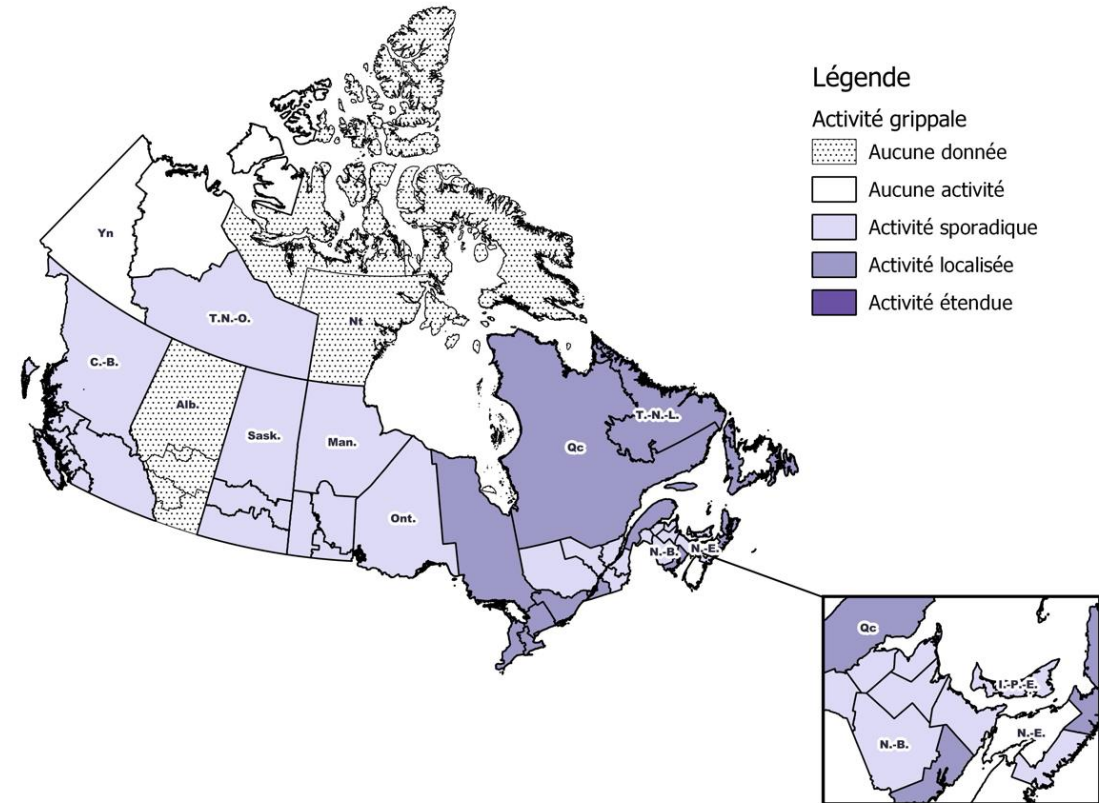 Légende
Activité grippale
Aucune donnée
Aucune activité
Activité sporadique
Activité localisée
Activité étendue
Yn
T.N.-O.
Nt
C.-B.
Alb.
Sask.
Man.
Ont.
Qc
T.-N.-L.
N.-B.
N.-E.
Qc
I.-P.-E.
N.-E.
N.-B.